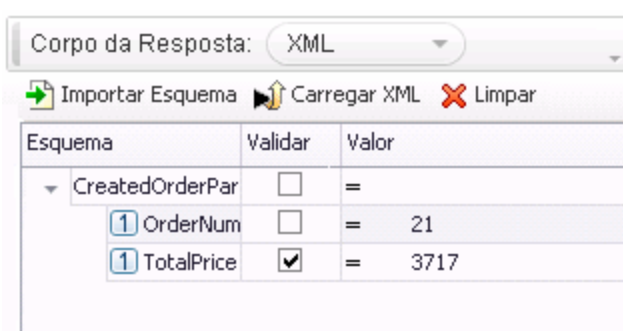 Corpo da Resposta: XML
Importar Esquema Carregar XML Limpar
Esquema Validar Valor
CreatedOrderPar =
1 OrderNum = 21
1 TotalPrice = 3717